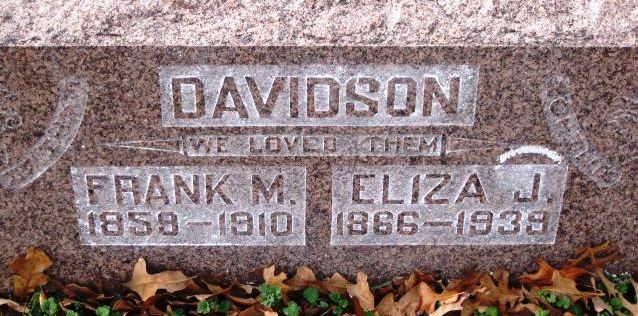 DAVIDSON
WE LOVED THEM
FRANK M.
1859-1910
ELIZA J.
1866-1939